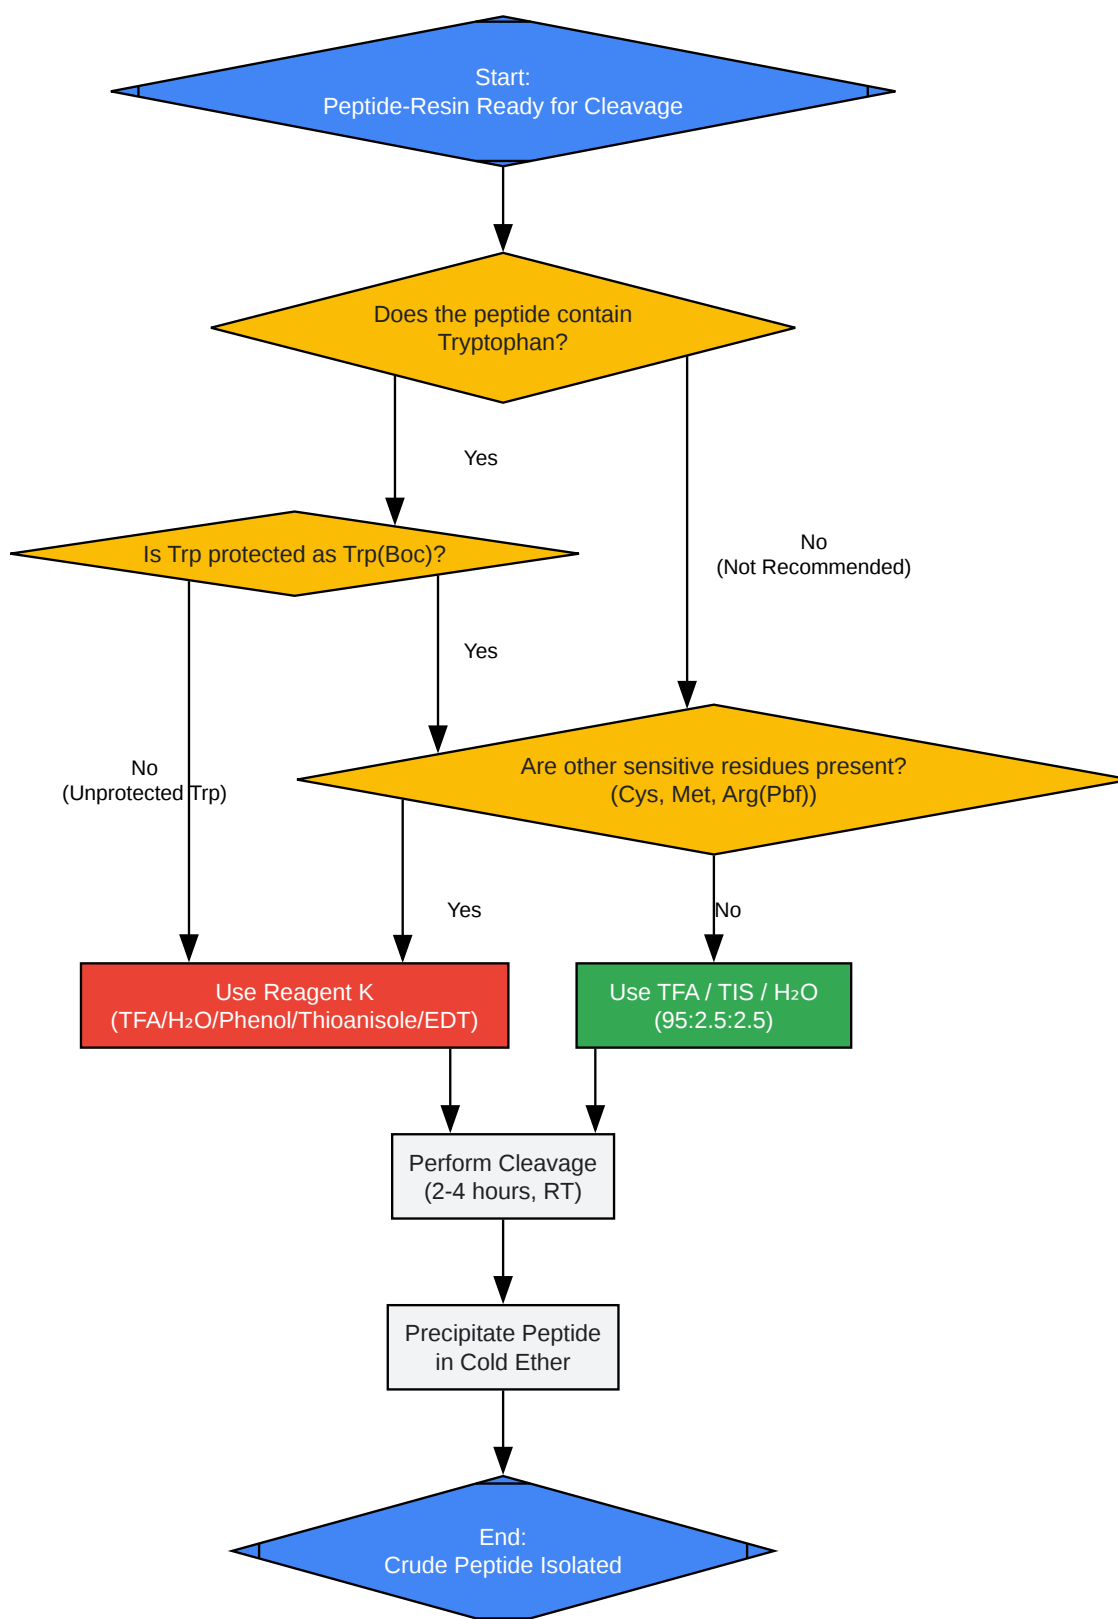 Start:
Peptide-Resin Ready for Cleavage
Does the peptide contain
Tryptophan?
Yes
No
(Not Recommended)
Is Trp protected as Trp(Boc)?
Yes
No
(Unprotected Trp)
Are other sensitive residues present?
(Cys, Met, Arg(Pbf))
Yes
No
Use Reagent K
(TFA/H₂O/Phenol/Thioanisole/EDT)
Use TFA / TIS / H₂O
(95:2.5:2.5)
Perform Cleavage
(2-4 hours, RT)
Precipitate Peptide
in Cold Ether
End:
Crude Peptide Isolated